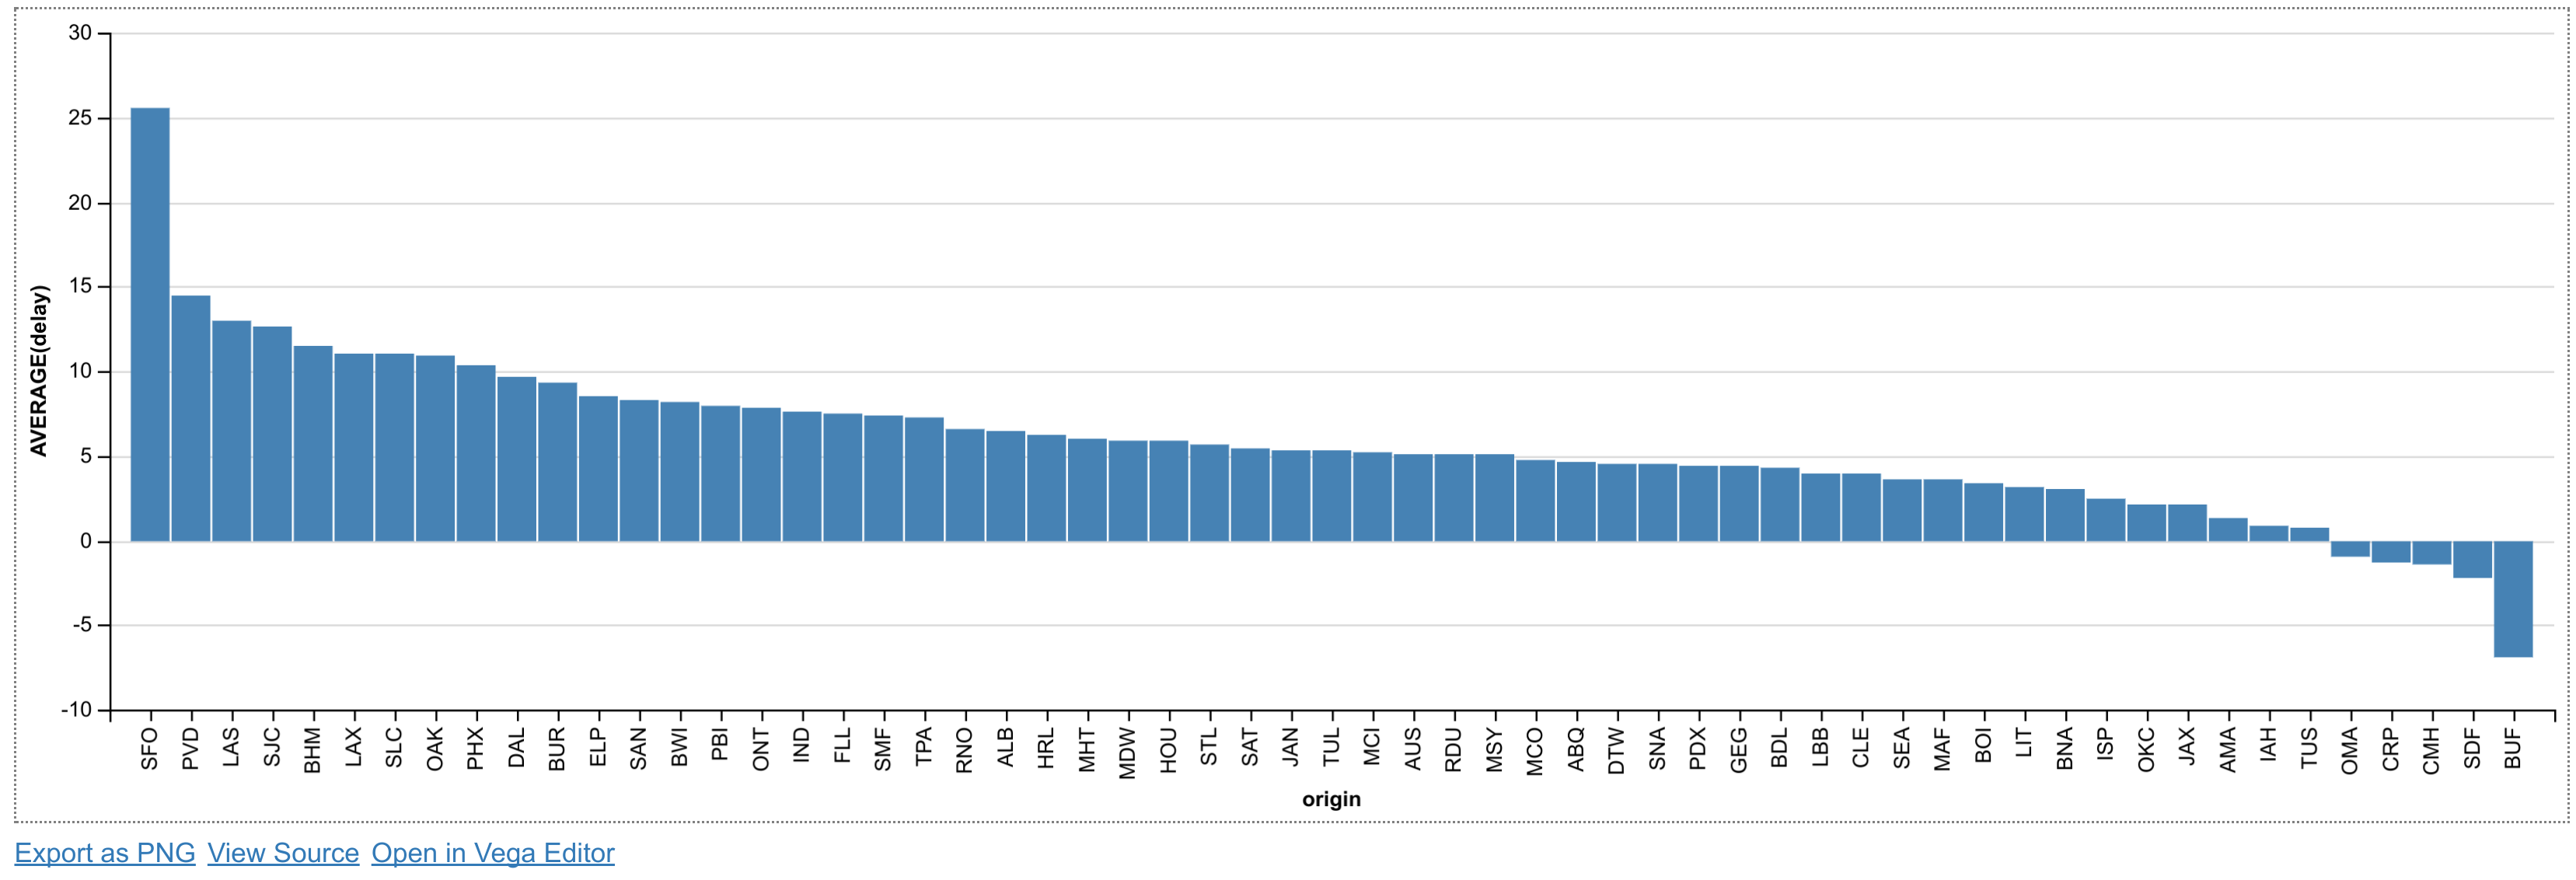 30
25
20
15
10
5
0
-5
-10
AVERAGE(delay)
SFO PVD LAS SJC BHM LAX SLC OAK PHX DAL BUR ELP SAN BWI PBI ONT IND FLL SMF TPA RNO ALB HRL MHT MDW HOU STL SAT JAN TUL MCI AUS RDU MSY MCO ABQ DTW SNA PDX GEG BDL LBB CLE SEA MAF BOI LIT BNA ISP OKC JAX AMA IAH TUS OMA CRP CMH SDF BUF
origin
Export as PNG View Source Open in Vega Editor